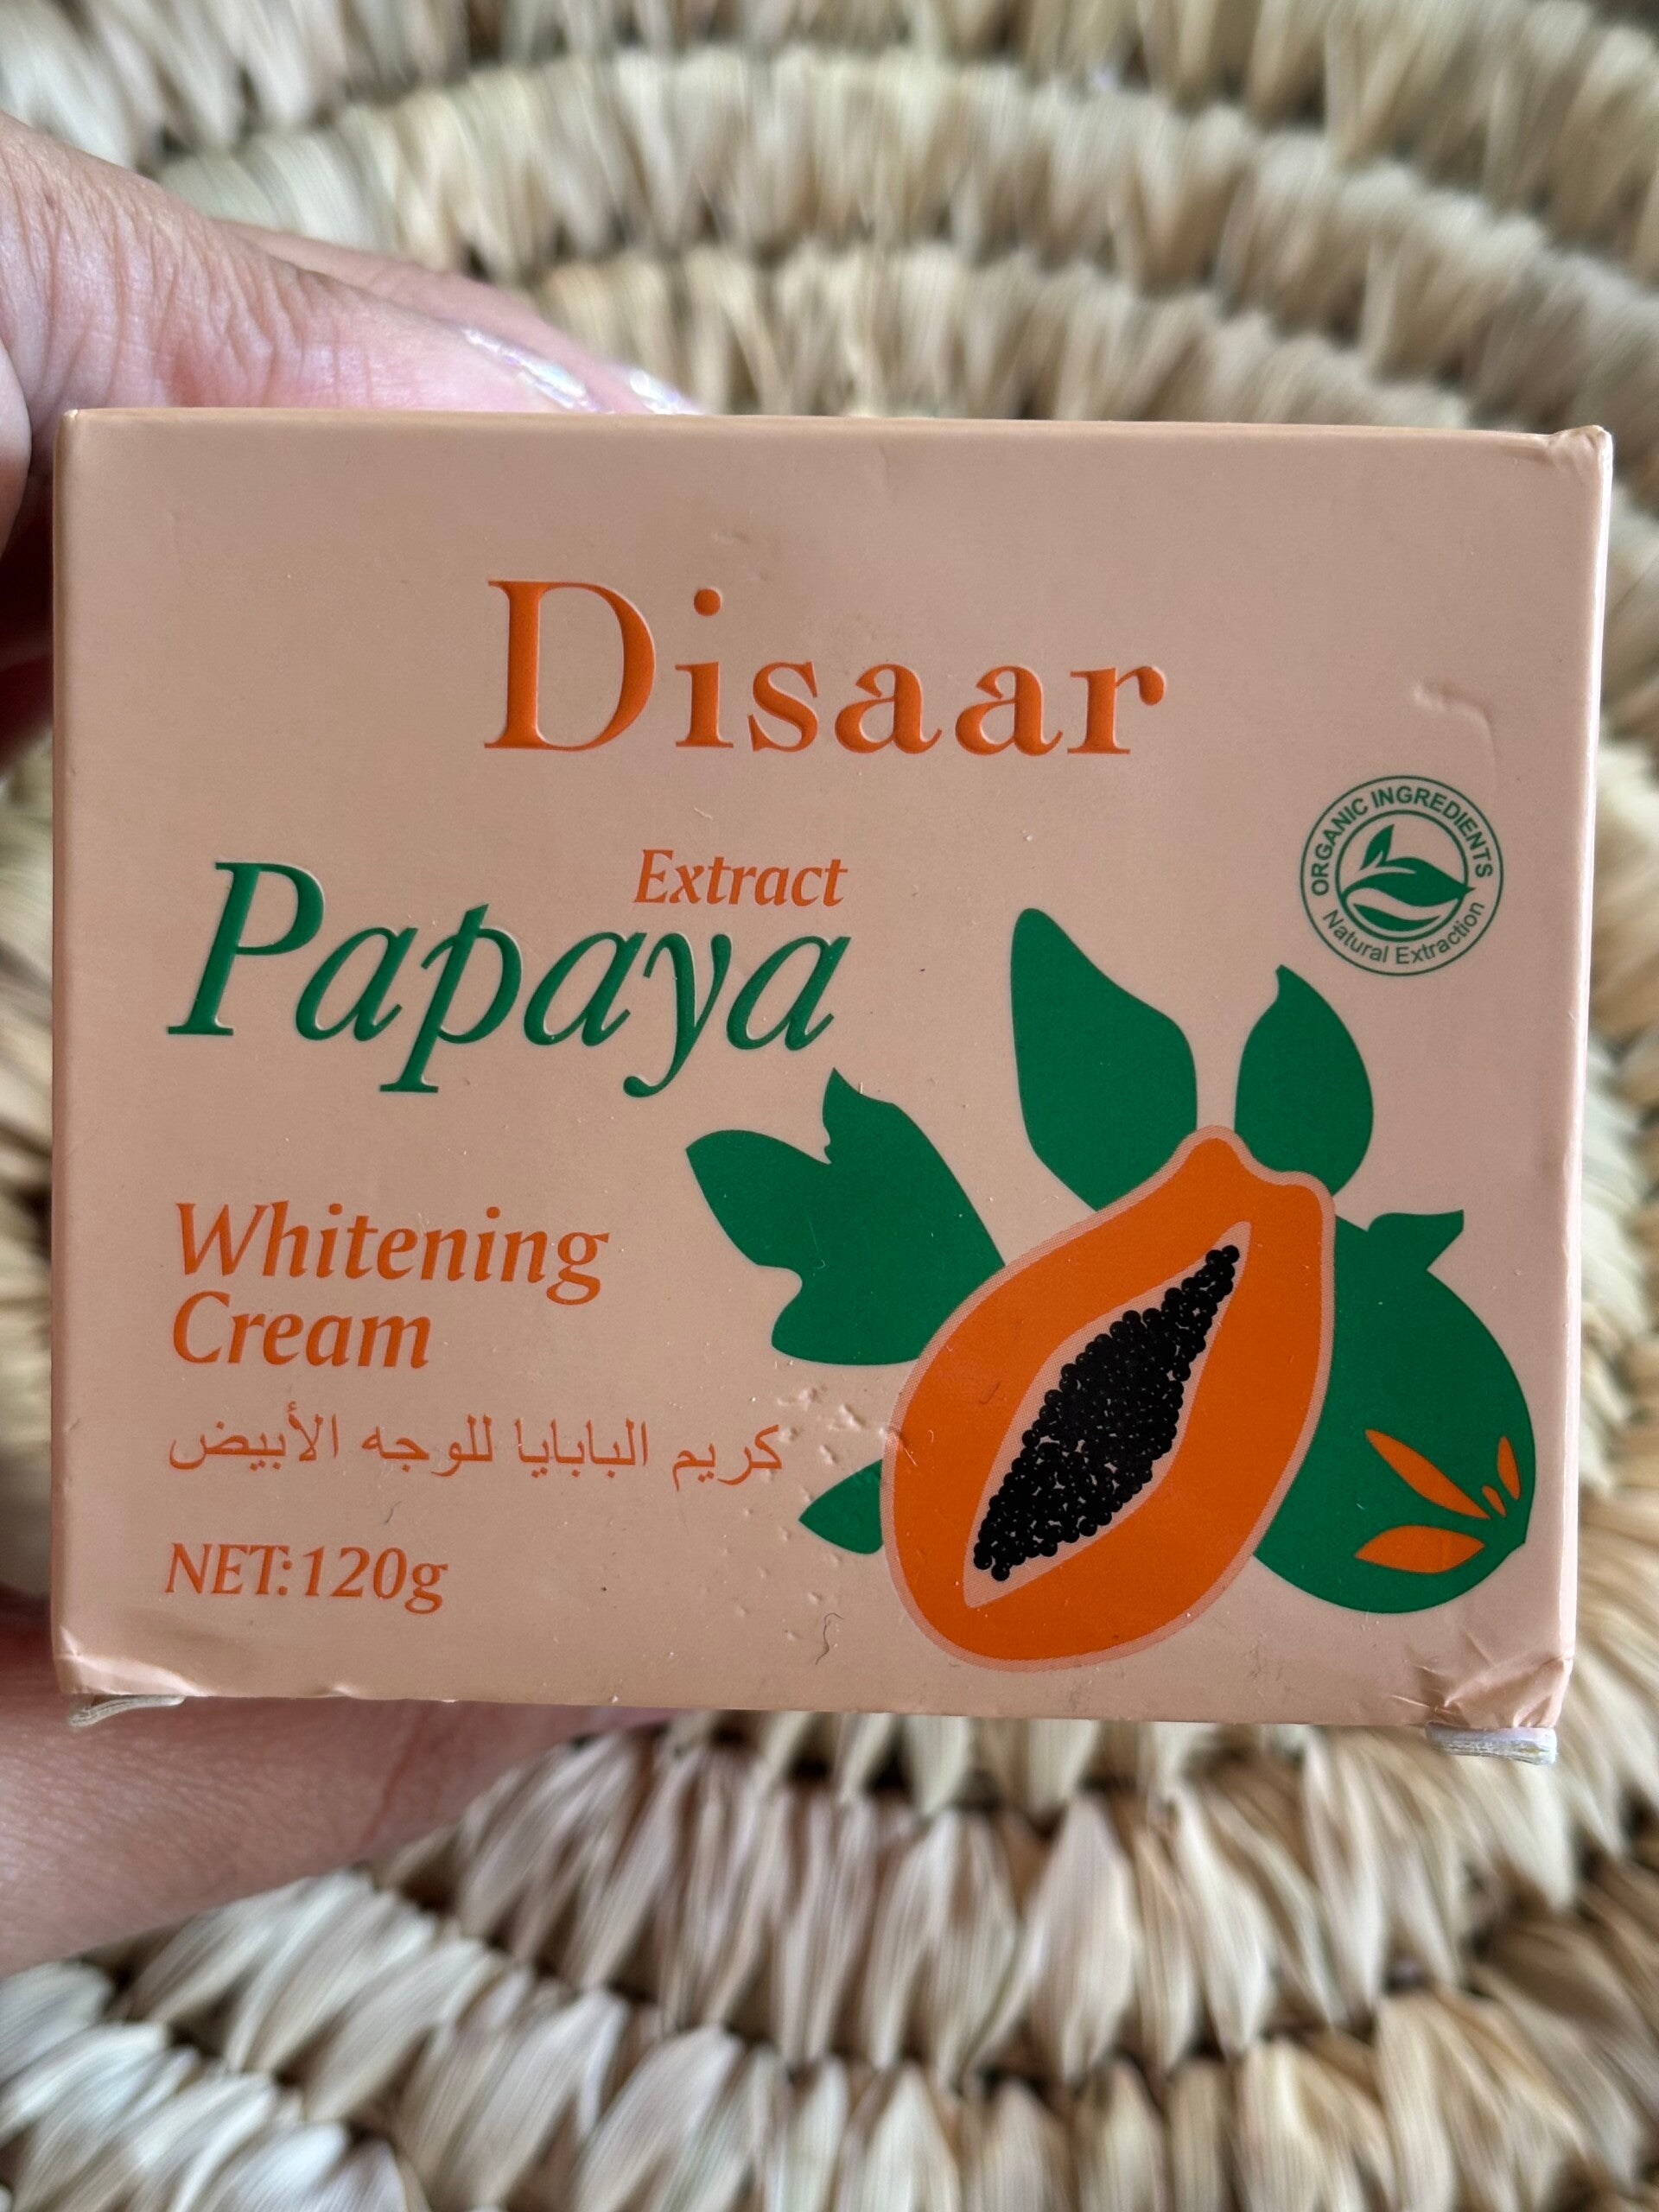 Disaar
Extract
Papaya
ORGANIC INGREDIENTS
Natural Extraction
Whitening
Cream
كريم البابايا للوجه الأبيض
NET:120g